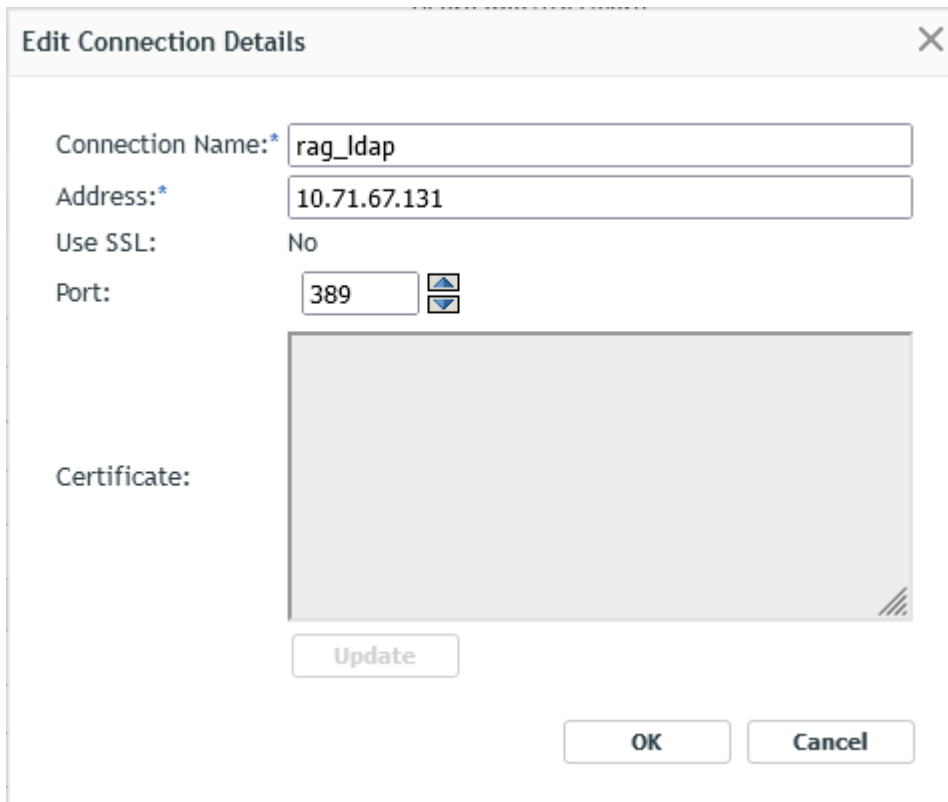 Edit Connection Details
Connection Name:* rag_ldap
Address:* 10.71.67.131
Use SSL: No
Port: 389
Certificate:
Update
OK Cancel